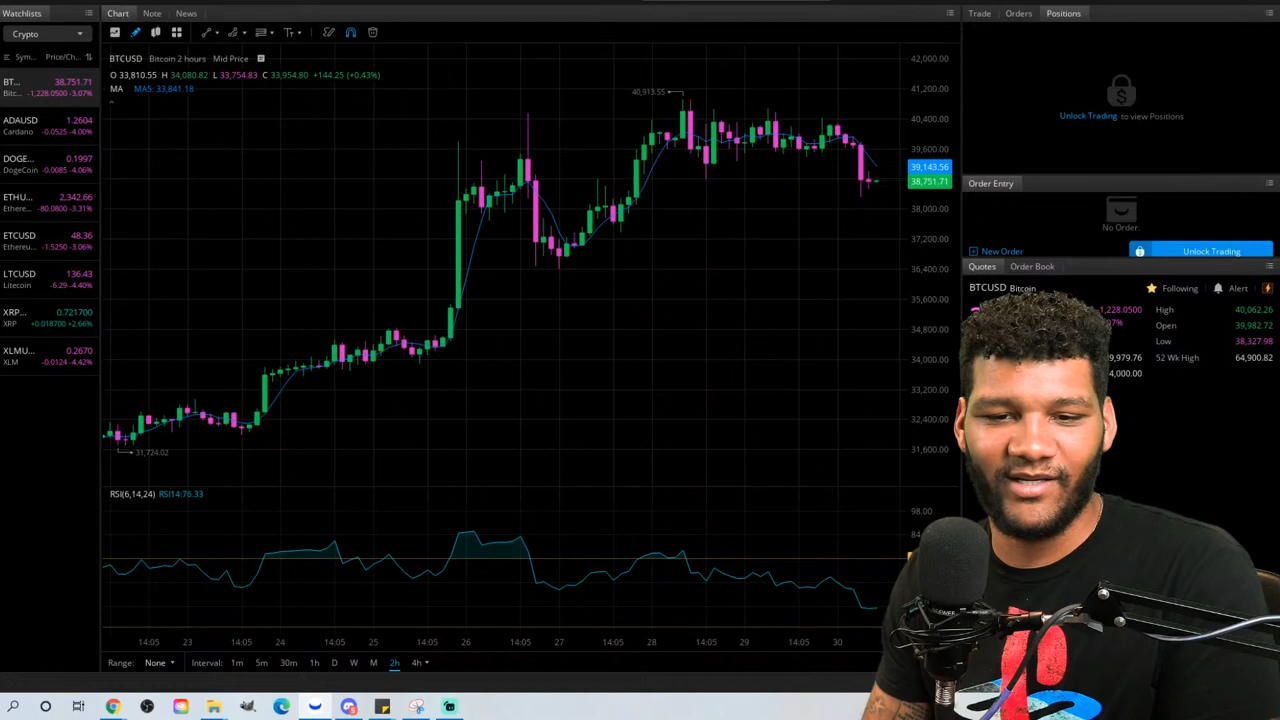 Watchlists
Chart Note News
Trade Orders Positions
Crypto
Sym... Price/Ch...
BTCUSD Bitcoin 2 hours Mid Price
O 33,810.55 H 34,080.82 L 33,754.83 C 33,954.80 +144.25 (+0.43%)
MA MA5: 33,841.18
BT... 38,751.71
Bitc... -1,228.0500 -3.07%
ADAUSD 1.2604
Cardano -0.0525 -4.00%
DOGE... 0.1997
DogeCoin -0.0085 -4.06%
ETHU... 2,342.66
Ethere... -80.0800 -3.31%
ETCUSD 48.36
Ethereu... -1.5250 -3.06%
LTCUSD 136.43
Litecoin -6.29 -4.40%
XRP... 0.721700
XRP +0.018700 +2.66%
XLMU... 0.2670
XLM -0.0124 -4.42%
40,913.55
31,724.02
42,000.00
41,200.00
40,400.00
39,600.00
39,143.56
38,751.71
38,000.00
37,200.00
36,400.00
35,600.00
34,800.00
34,000.00
33,200.00
32,400.00
31,600.00
RSI(6,14,24) RSI14:76.33
98.00
84
14:05 23 14:05 24 14:05 25 14:05 26 14:05 27 14:05 28 14:05 29 14:05 30
Range: None Interval: 1m 5m 30m 1h D W M 2h 4h
Unlock Trading to view Positions
Order Entry
No Order.
New Order Unlock Trading
Quotes Order Book
BTCUSD Bitcoin Following Alert
-1,228.0500 High 40,062.26
Open 39,982.72
Low 38,327.98
52 Wk High 64,900.82